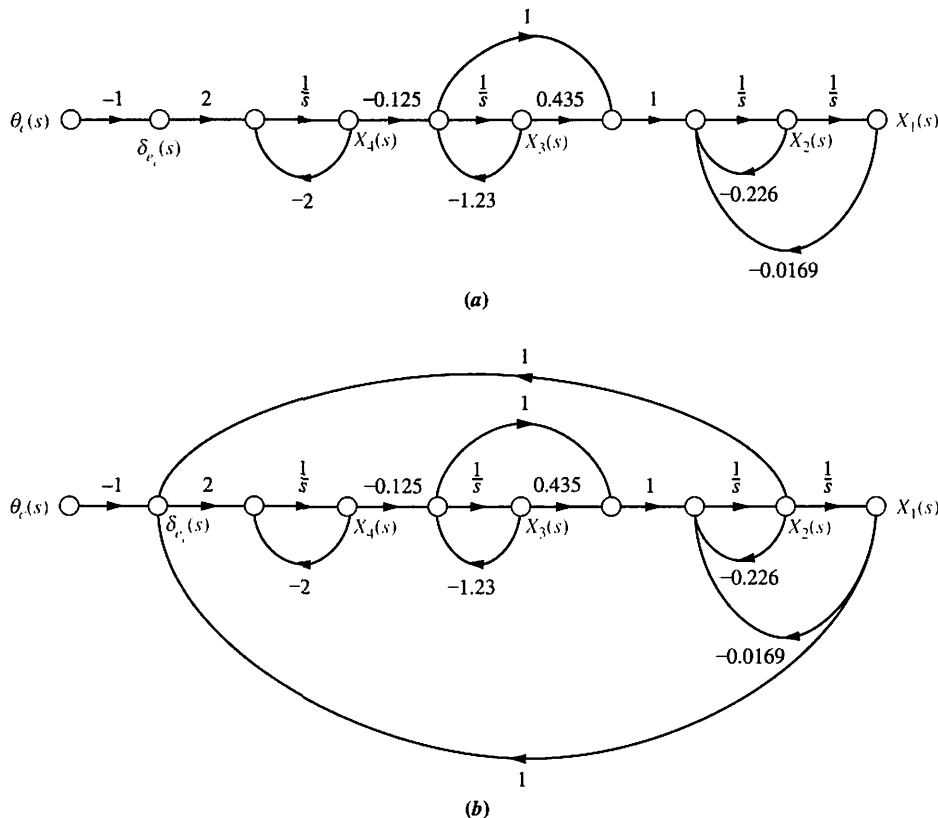 1
−1 2 1/s −0.125 1/s 0.435 1 1/s 1/s
θc(s) δec(s) X4(s) X3(s) X2(s) X1(s)
−2 −1.23 −0.226
−0.0169
(a)
1
1
−1 2 1/s −0.125 1/s 0.435 1 1/s 1/s
θc(s) δec(s) X4(s) X3(s) X2(s) X1(s)
−2 −1.23 −0.226
−0.0169
1
(b)